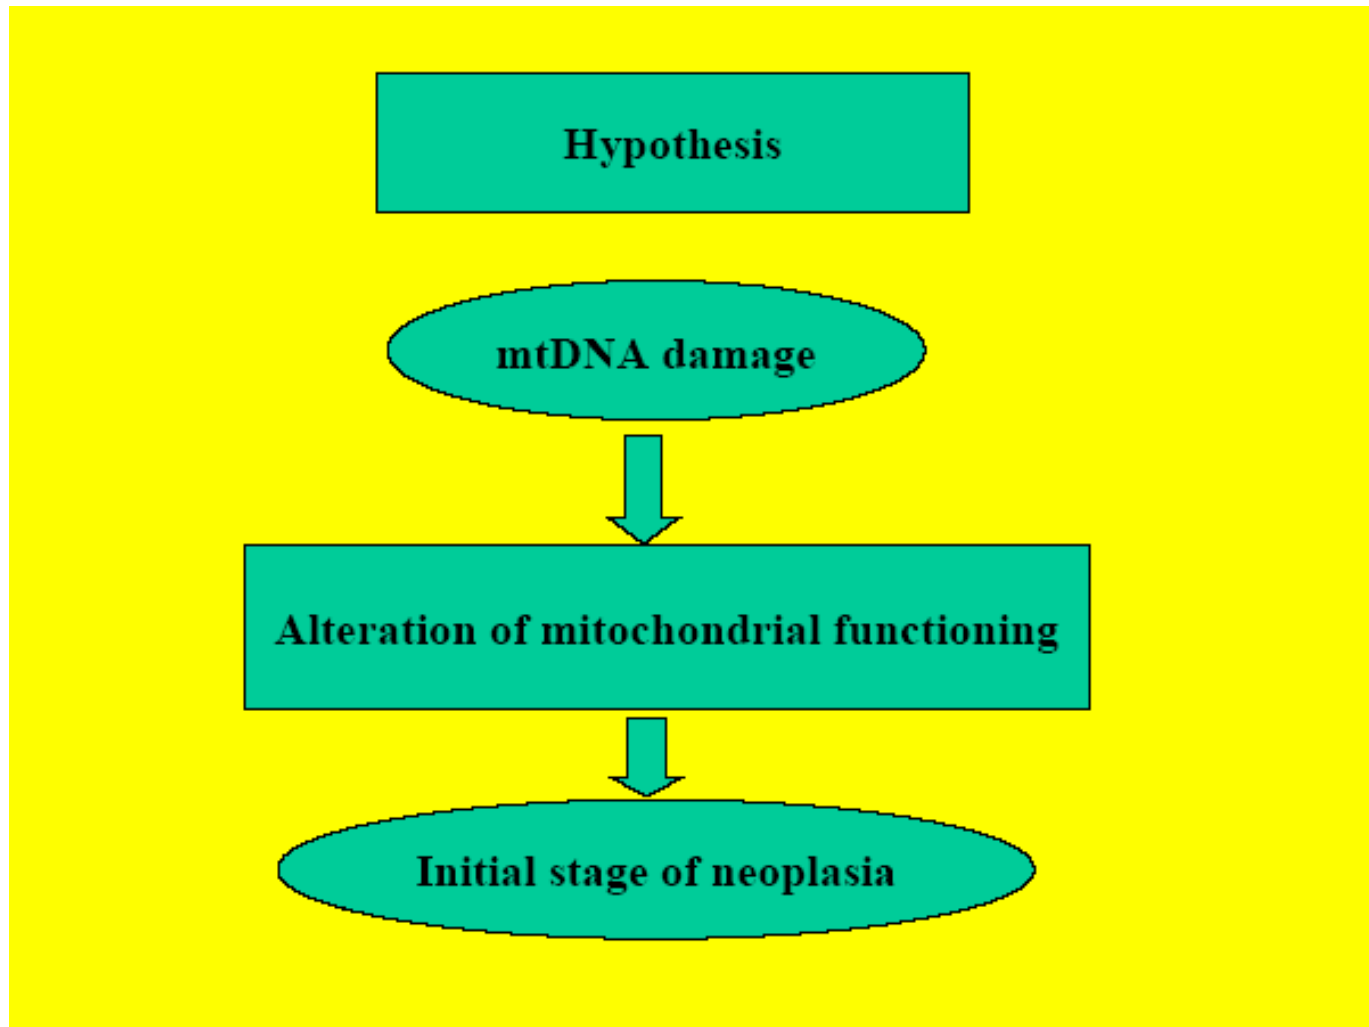 Hypothesis
mtDNA damage
Alteration of mitochondrial functioning
Initial stage of neoplasia